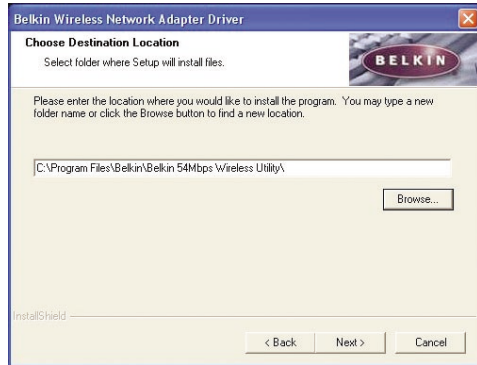 Belkin Wireless Network Adapter Driver
Choose Destination Location
Select folder where Setup will install files.
BELKIN
Please enter the location where you would like to install the program. You may type a new
folder name or click the Browse button to find a new location.
C:\Program Files\Belkin\Belkin 54Mbps Wireless Utility\
Browse...
InstallShield
< Back
Next >
Cancel